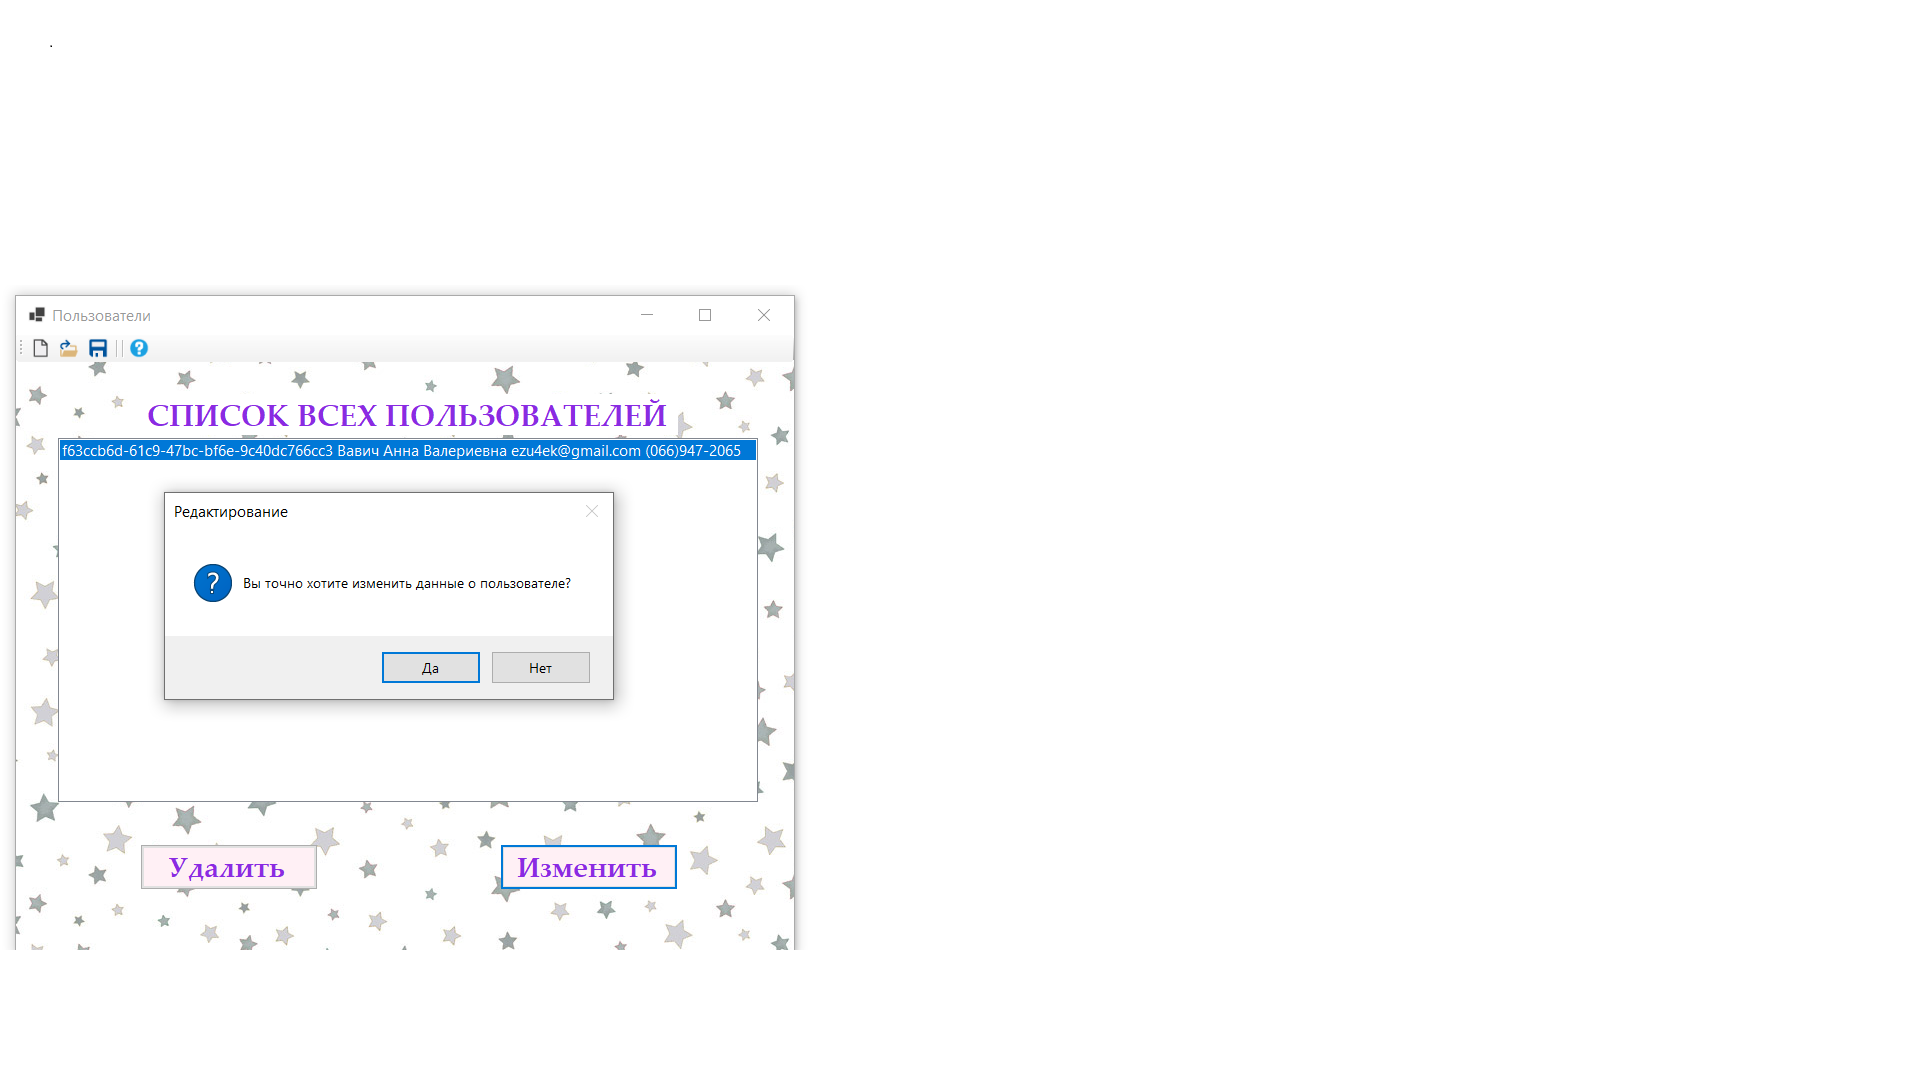 .
Пользователи
СПИСОК ВСЕХ ПОЛЬЗОВАТЕЛЕЙ
f63ccb6d-61c9-47bc-bf6e-9c40dc766cc3 Вавич Анна Валериевна ezu4ek@gmail.com (066)947-2065
Редактирование
Вы точно хотите изменить данные о пользователе?
Да Нет
Удалить Изменить